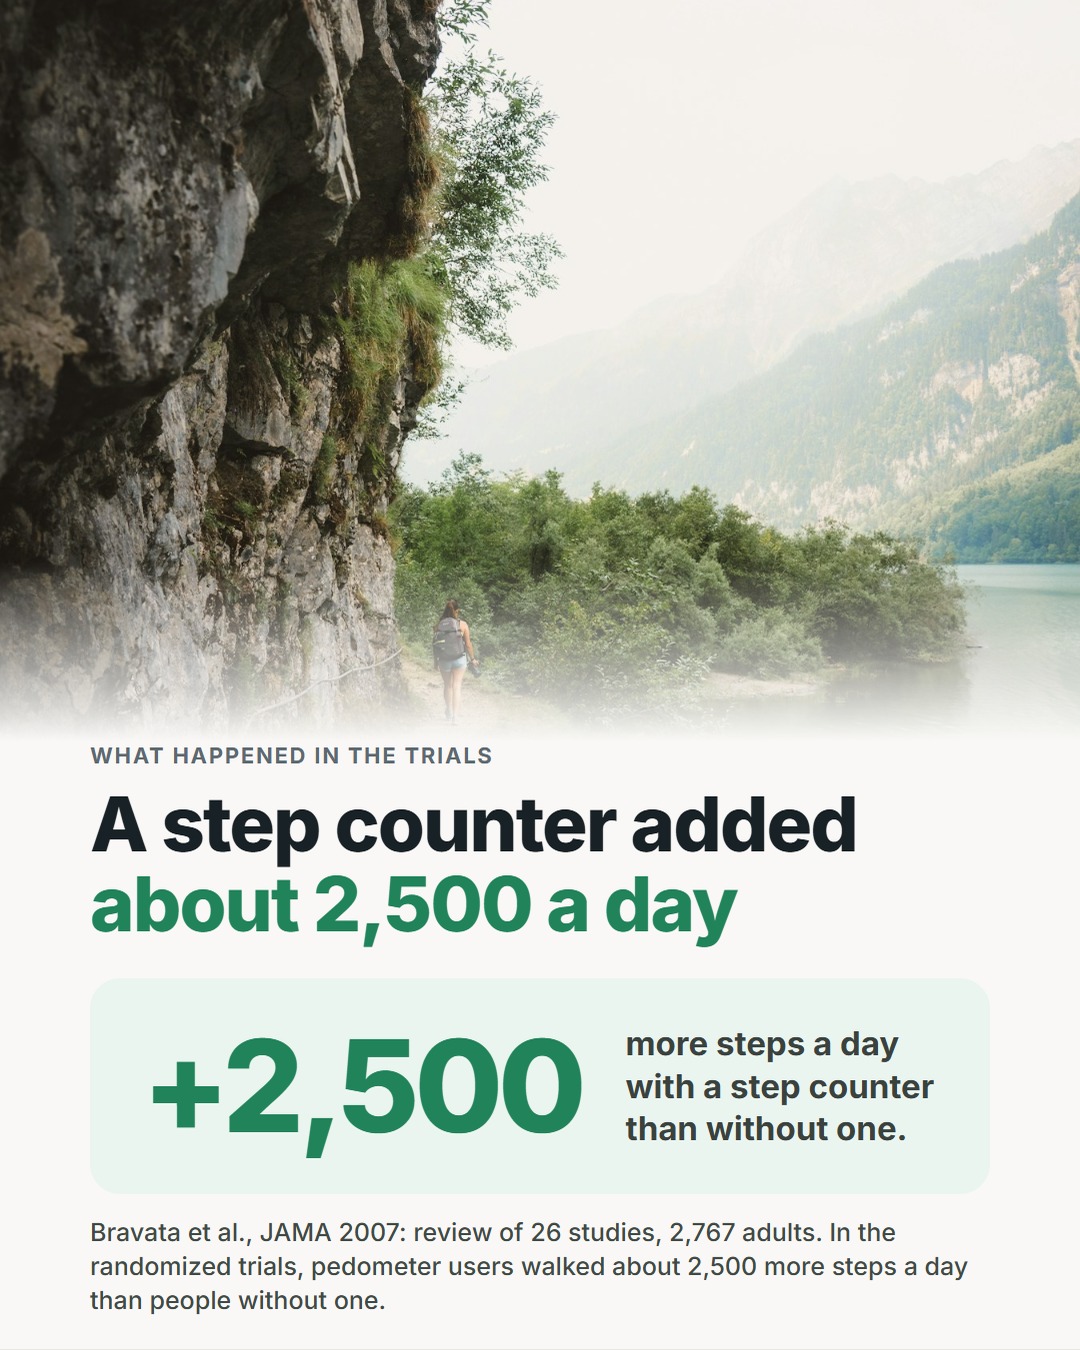 WHAT HAPPENED IN THE TRIALS
A step counter added
about 2,500 a day
+2,500
more steps a day
with a step counter
than without one.
Bravata et al., JAMA 2007: review of 26 studies, 2,767 adults. In the
randomized trials, pedometer users walked about 2,500 more steps a day
than people without one.